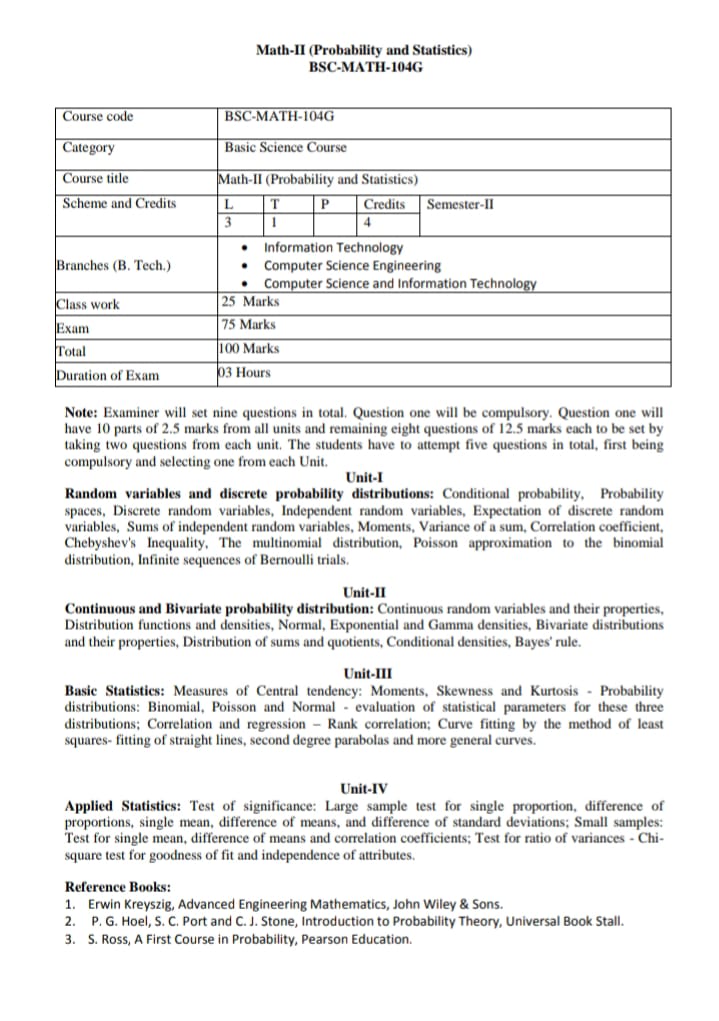 Math-II (Probability and Statistics)
BSC-MATH-104G
Course code BSC-MATH-104G
Category Basic Science Course
Course title Math-II (Probability and Statistics)
Scheme and Credits L T P Credits Semester-II
3 1 4
Branches (B. Tech.)
• Information Technology
• Computer Science Engineering
• Computer Science and Information Technology
Class work 25 Marks
Exam 75 Marks
Total 100 Marks
Duration of Exam 03 Hours
Note: Examiner will set nine questions in total. Question one will be compulsory. Question one will
have 10 parts of 2.5 marks from all units and remaining eight questions of 12.5 marks each to be set by
taking two questions from each unit. The students have to attempt five questions in total, first being
compulsory and selecting one from each Unit.
Unit-I
Random variables and discrete probability distributions: Conditional probability, Probability
spaces, Discrete random variables, Independent random variables, Expectation of discrete random
variables, Sums of independent random variables, Moments, Variance of a sum, Correlation coefficient,
Chebyshev's Inequality, The multinomial distribution, Poisson approximation to the binomial
distribution, Infinite sequences of Bernoulli trials.
Unit-II
Continuous and Bivariate probability distribution: Continuous random variables and their properties,
Distribution functions and densities, Normal, Exponential and Gamma densities, Bivariate distributions
and their properties, Distribution of sums and quotients, Conditional densities, Bayes' rule.
Unit-III
Basic Statistics: Measures of Central tendency: Moments, Skewness and Kurtosis - Probability
distributions: Binomial, Poisson and Normal - evaluation of statistical parameters for these three
distributions; Correlation and regression – Rank correlation; Curve fitting by the method of least
squares- fitting of straight lines, second degree parabolas and more general curves.
Unit-IV
Applied Statistics: Test of significance: Large sample test for single proportion, difference of
proportions, single mean, difference of means, and difference of standard deviations; Small samples:
Test for single mean, difference of means and correlation coefficients; Test for ratio of variances - Chi-
square test for goodness of fit and independence of attributes.
Reference Books:
1. Erwin Kreyszig, Advanced Engineering Mathematics, John Wiley & Sons.
2. P. G. Hoel, S. C. Port and C. J. Stone, Introduction to Probability Theory, Universal Book Stall.
3. S. Ross, A First Course in Probability, Pearson Education.